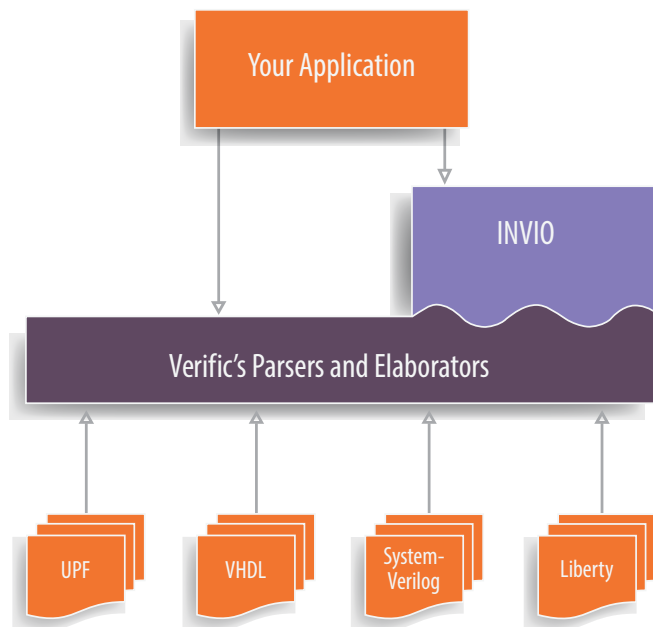 Your Application
INVIO
Verific's Parsers and Elaborators
UPF
VHDL
System-
Verilog
Liberty